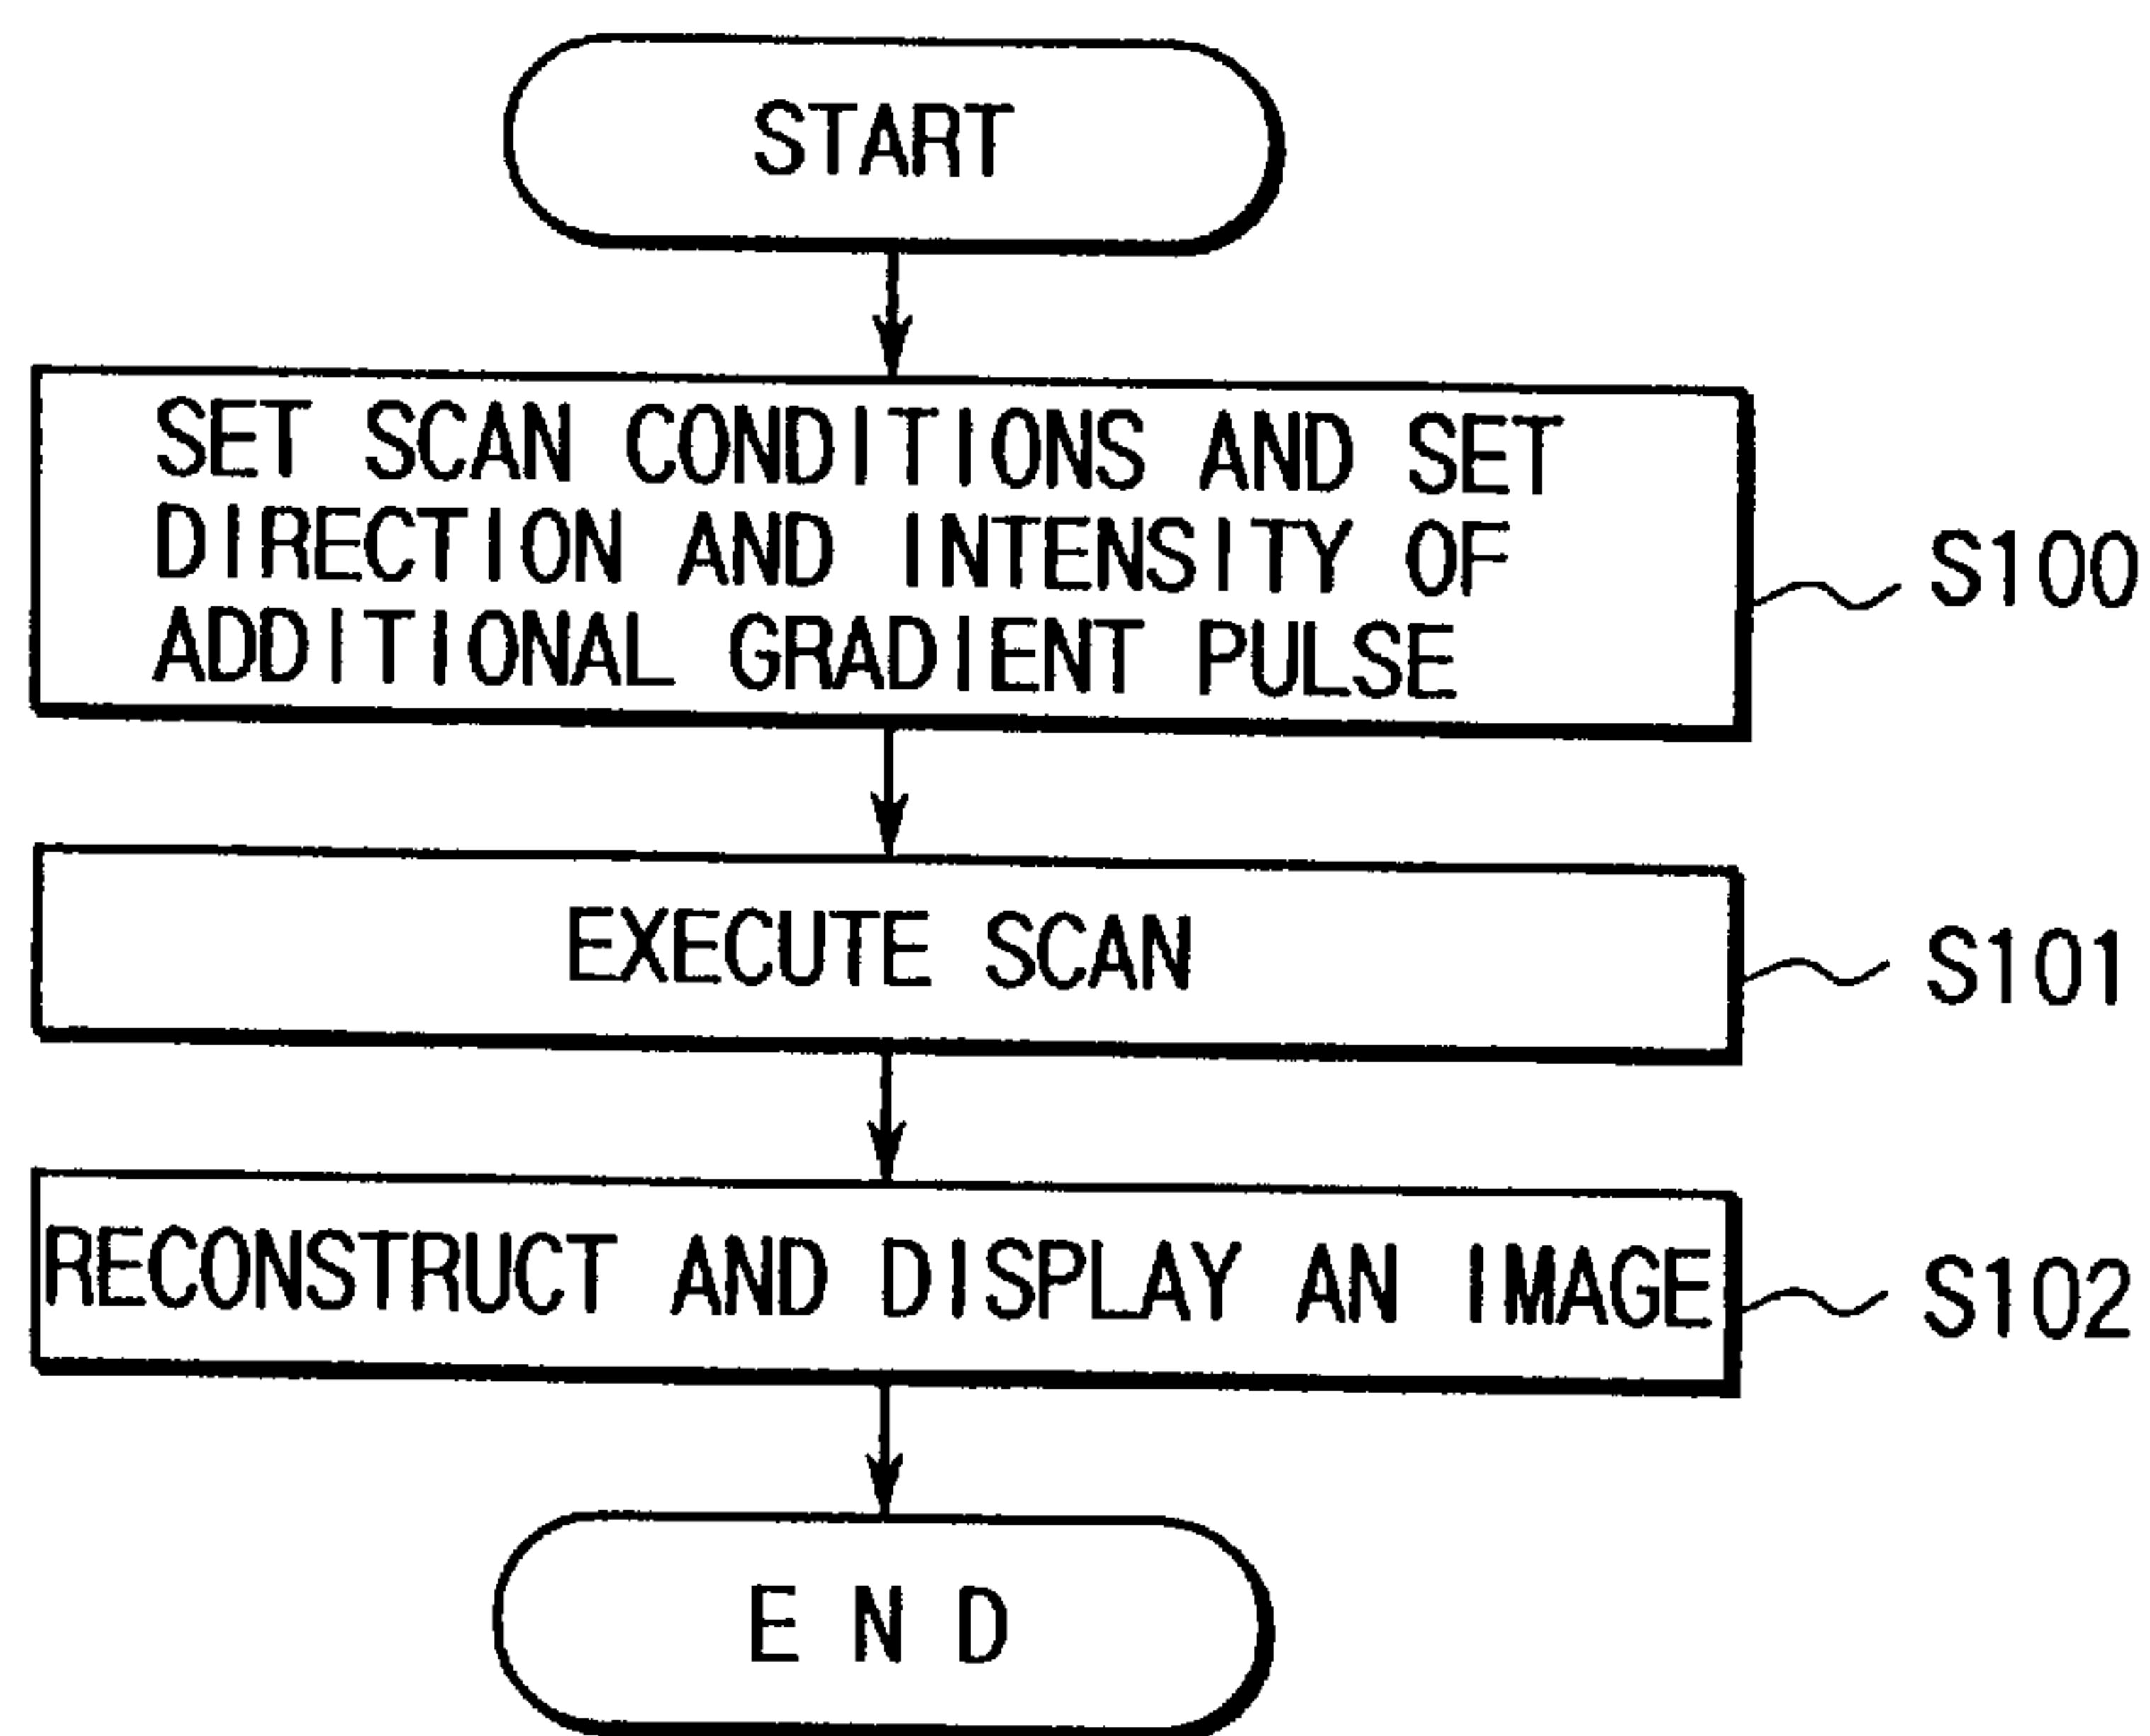 START
SET SCAN CONDITIONS AND SET
DIRECTION AND INTENSITY OF
ADDITIONAL GRADIENT PULSE
S100
EXECUTE SCAN
S101
RECONSTRUCT AND DISPLAY AN IMAGE
S102
END